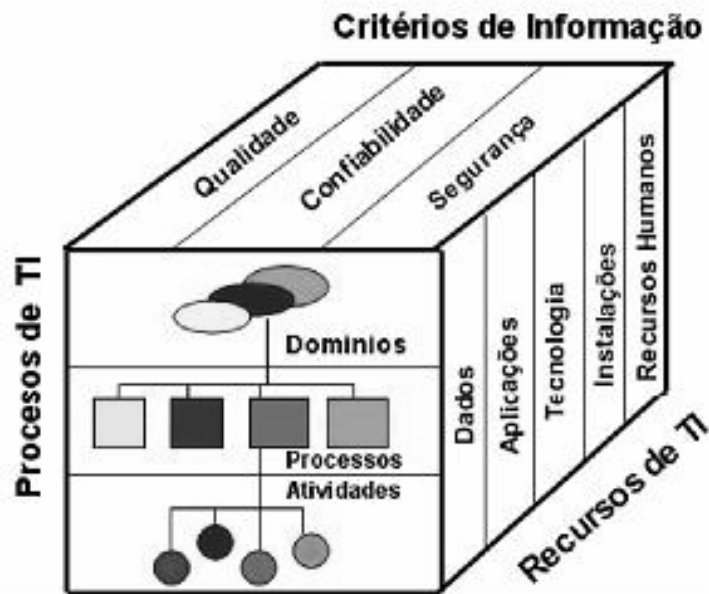 Critérios de Informação
Qualidade
Confiabilidade
Segurança
Procesos de TI
Domínios
Processos
Atividades
Dados
Aplicações
Tecnologia
Instalações
Recursos Humanos
Recursos de TI